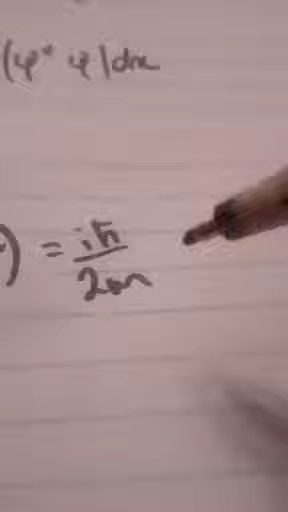 (φ* φ) dx
) = iħ / 2m